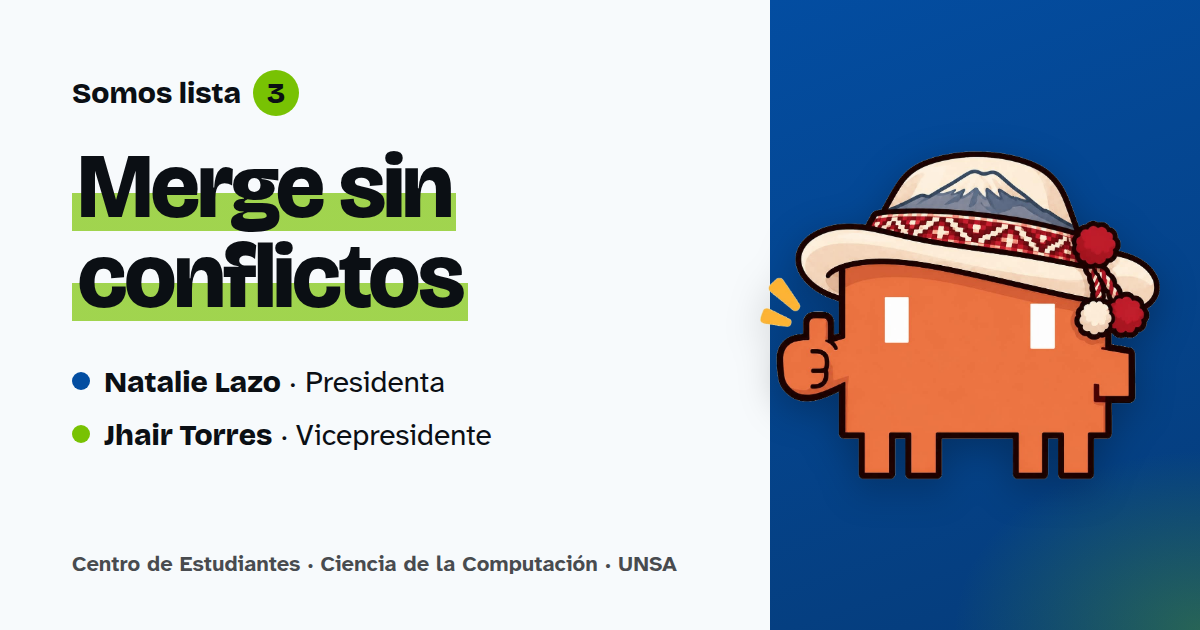 Somos lista 3
Merge sin
conflictos
Natalie Lazo · Presidenta
Jhair Torres · Vicepresidente
Centro de Estudiantes · Ciencia de la Computación · UNSA